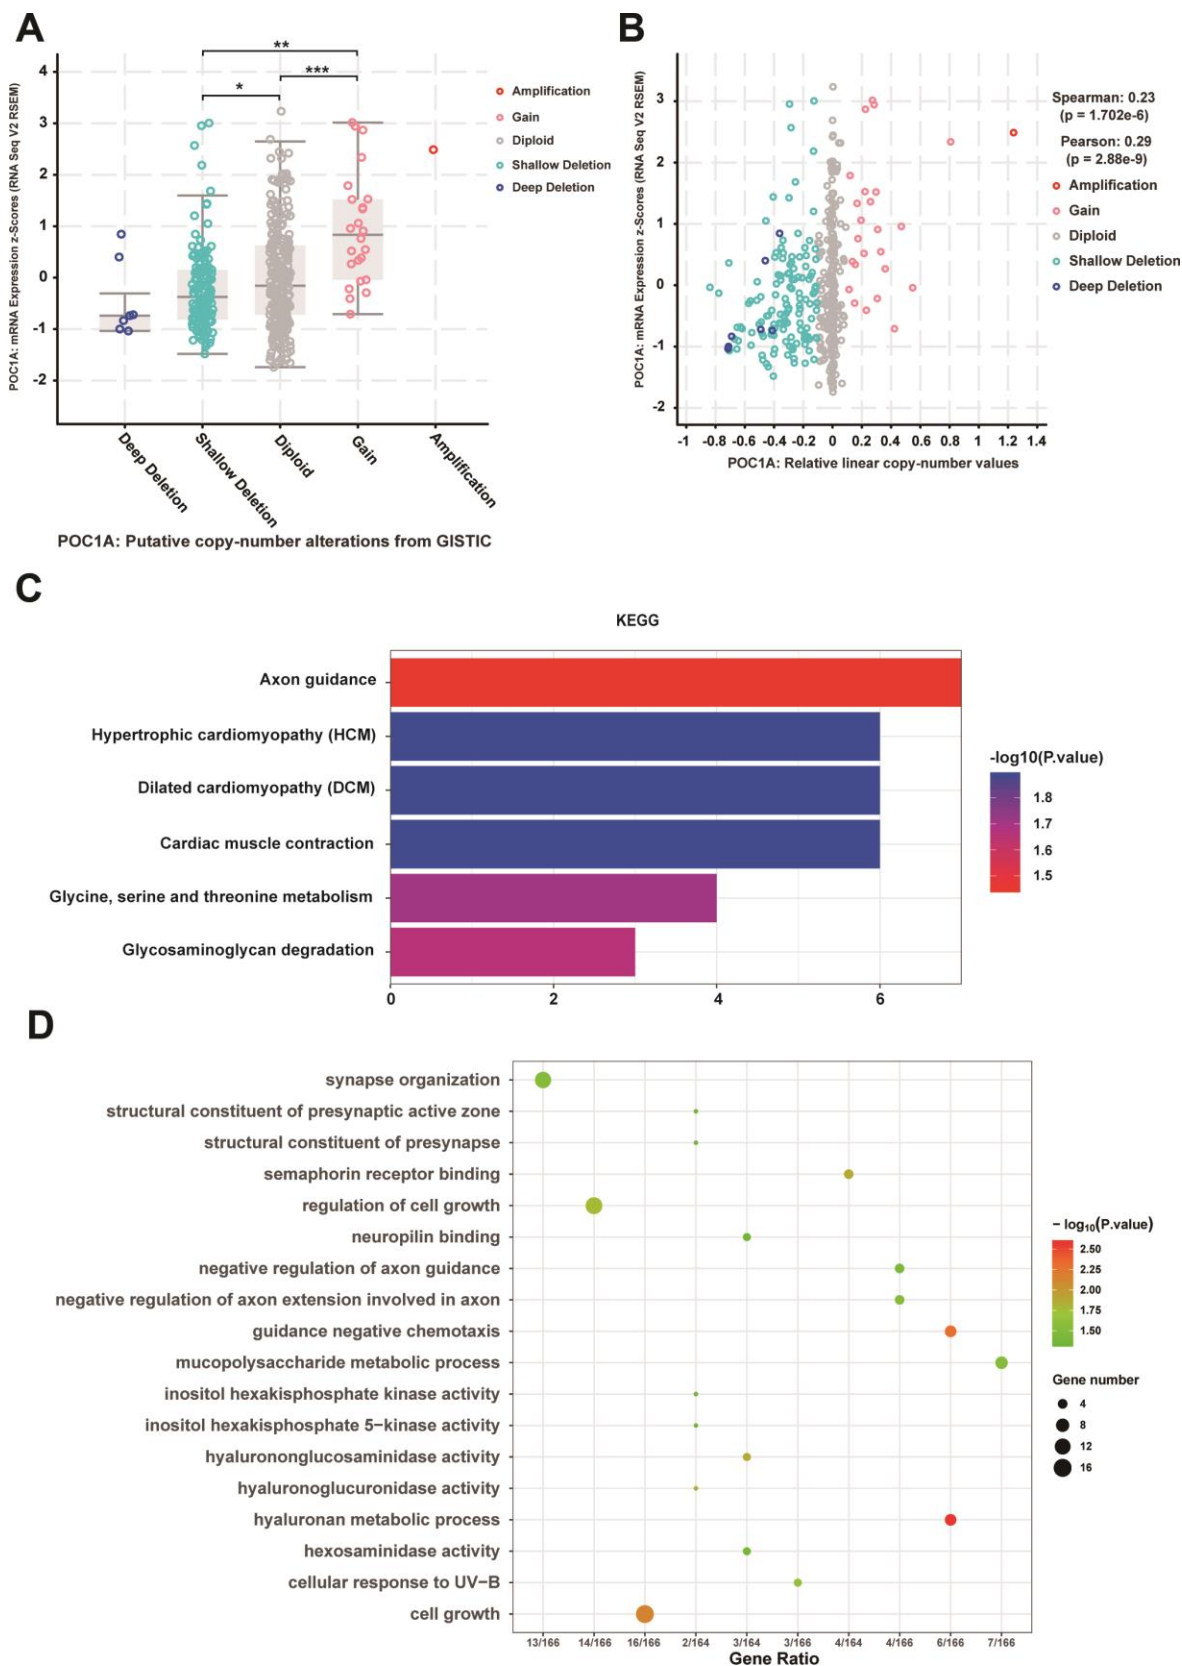 A
POC1A: mRNA Expression z-Scores (RNA Seq V2 RSEM)
4
3
2
1
0
-1
-2
**
*
***
Amplification
Gain
Diploid
Shallow Deletion
Deep Deletion
Deep Deletion
Shallow Deletion
Diploid
Gain
Amplification
POC1A: Putative copy-number alterations from GISTIC
B
POC1A: mRNA Expression z-Scores (RNA Seq V2 RSEM)
3
2
1
0
-1
-2
-1 -0.8 -0.6 -0.4 -0.2 0 0.2 0.4 0.6 0.8 1 1.2 1.4
POC1A: Relative linear copy-number values
Spearman: 0.23
(p = 1.702e-6)
Pearson: 0.29
(p = 2.88e-9)
Amplification
Gain
Diploid
Shallow Deletion
Deep Deletion
C
KEGG
Axon guidance
Hypertrophic cardiomyopathy (HCM)
Dilated cardiomyopathy (DCM)
Cardiac muscle contraction
Glycine, serine and threonine metabolism
Glycosaminoglycan degradation
0 2 4 6
-log10(P.value)
1.8
1.7
1.6
1.5
D
synapse organization
structural constituent of presynaptic active zone
structural constituent of presynapse
semaphorin receptor binding
regulation of cell growth
neuropilin binding
negative regulation of axon guidance
negative regulation of axon extension involved in axon
guidance negative chemotaxis
mucopolysaccharide metabolic process
inositol hexakisphosphate kinase activity
inositol hexakisphosphate 5−kinase activity
hyalurononglucosaminidase activity
hyaluronoglucuronidase activity
hyaluronan metabolic process
hexosaminidase activity
cellular response to UV−B
cell growth
13/166 14/166 16/166 2/164 3/164 3/166 4/164 4/166 6/166 7/166
Gene Ratio
− log₁₀(P.value)
2.50
2.25
2.00
1.75
1.50
Gene number
4
8
12
16